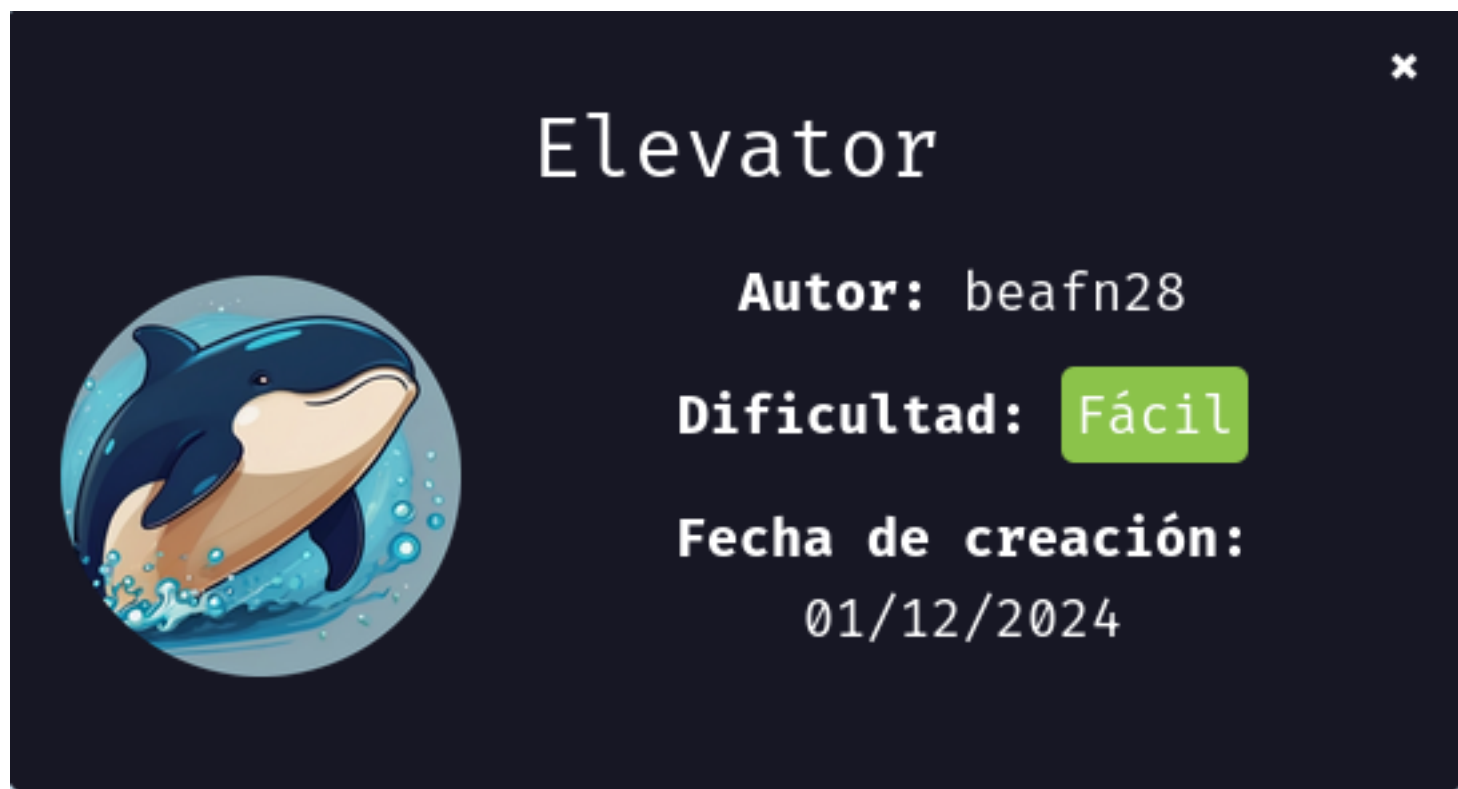 Elevator
Autor: beafn28
Dificultad: Fácil
Fecha de creación:
01/12/2024